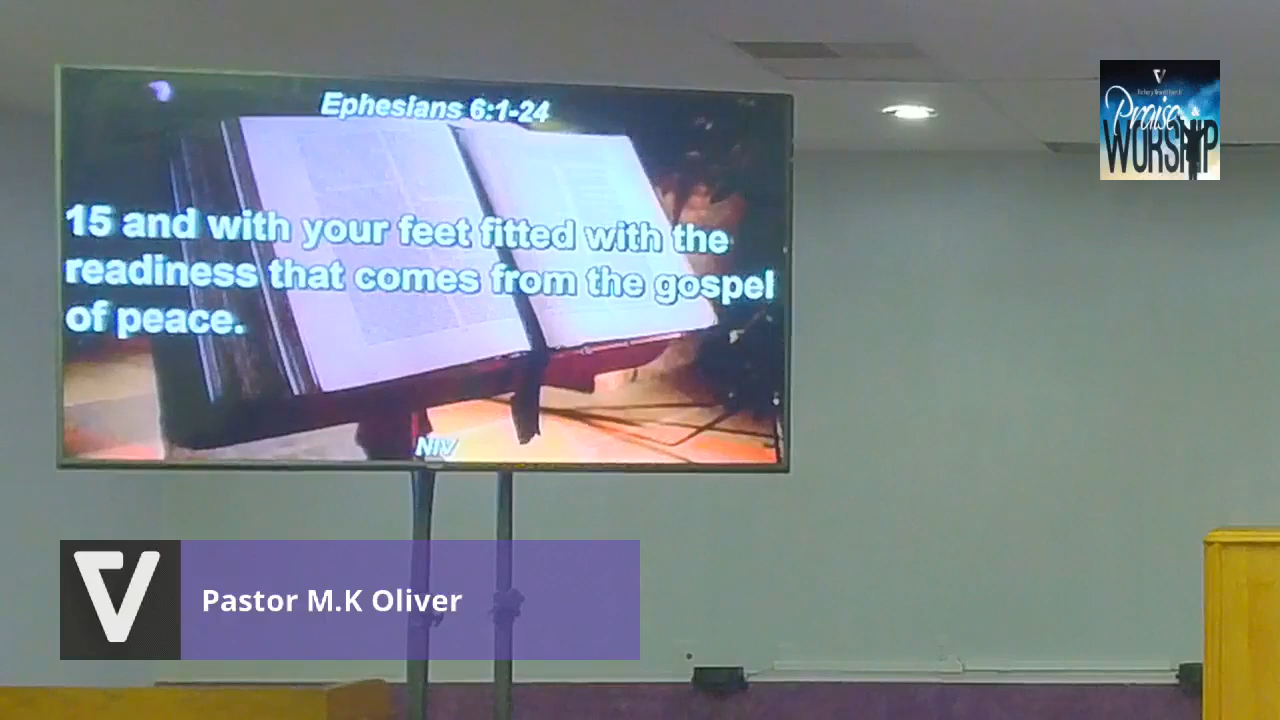 Ephesians 6:1-24
15 and with your feet fitted with the
readiness that comes from the gospel
of peace.
NIV
Praise &
WORSHIP
Pastor M.K Oliver